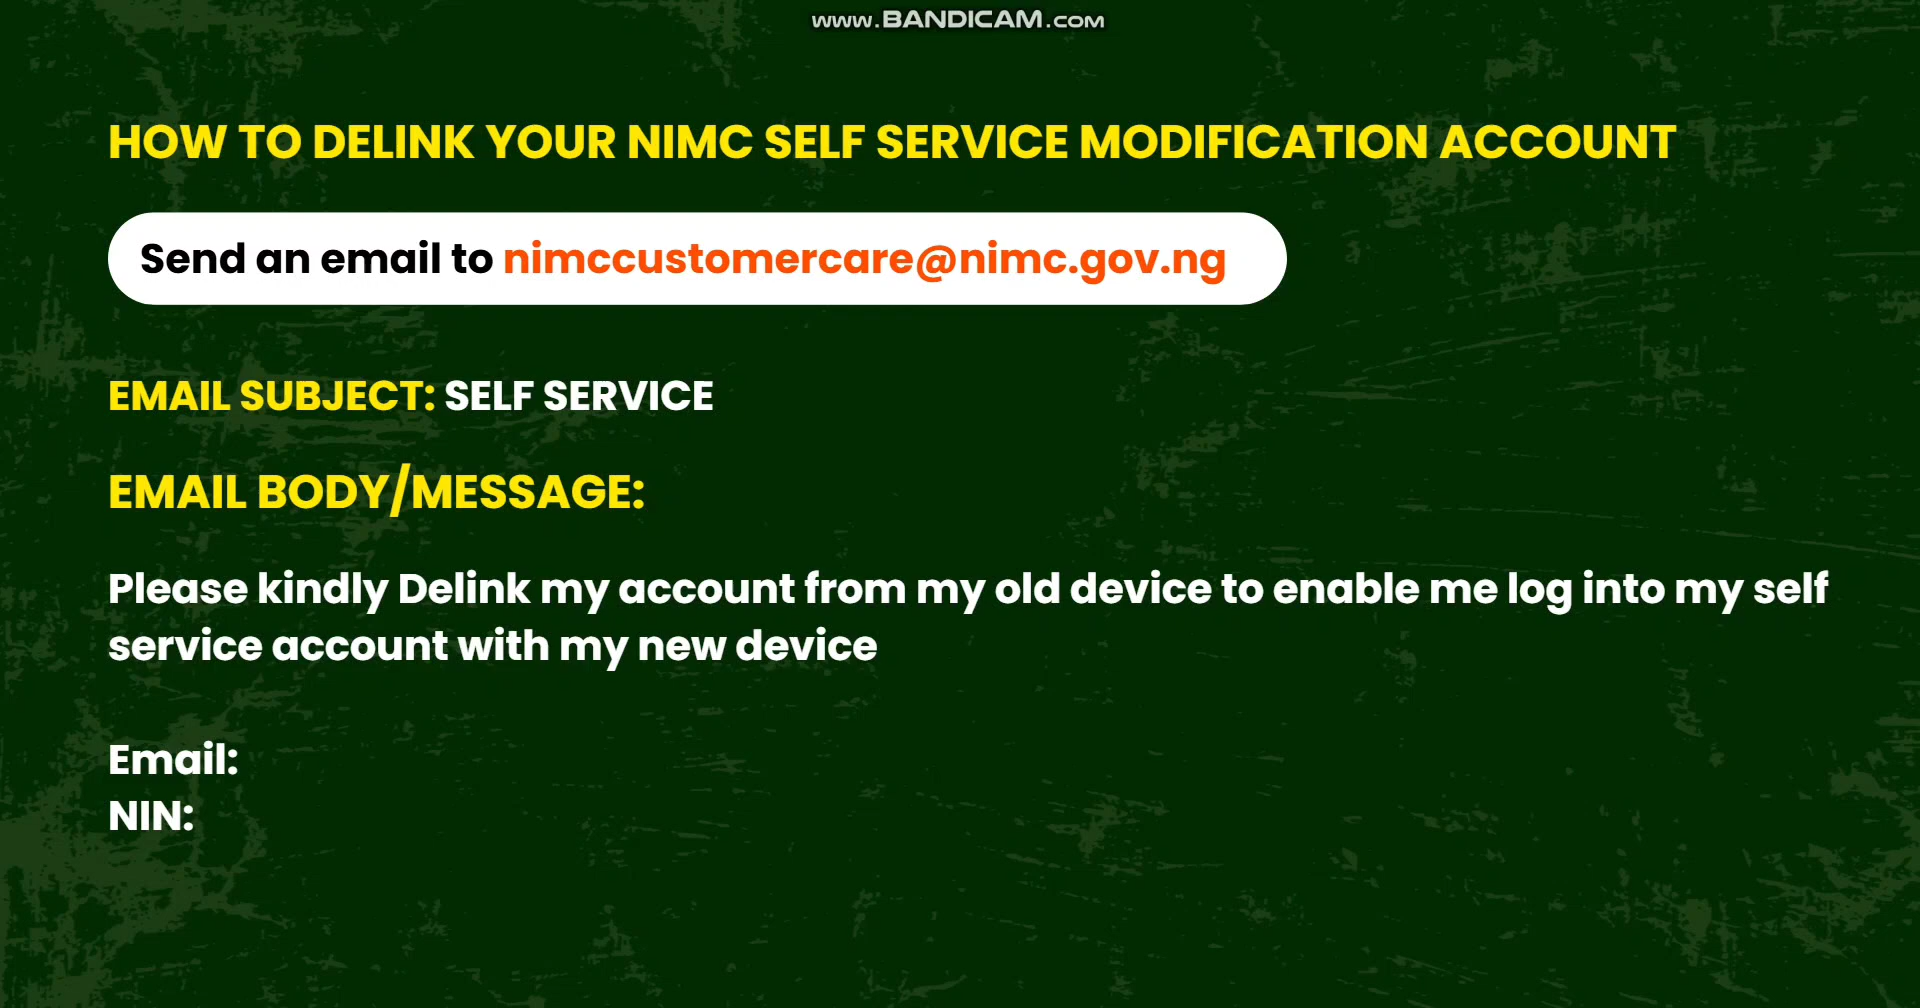 www.BANDICAM.com
HOW TO DELINK YOUR NIMC SELF SERVICE MODIFICATION ACCOUNT
Send an email to nimccustomercare@nimc.gov.ng
EMAIL SUBJECT: SELF SERVICE
EMAIL BODY/MESSAGE:
Please kindly Delink my account from my old device to enable me log into my self
service account with my new device
Email:
NIN: